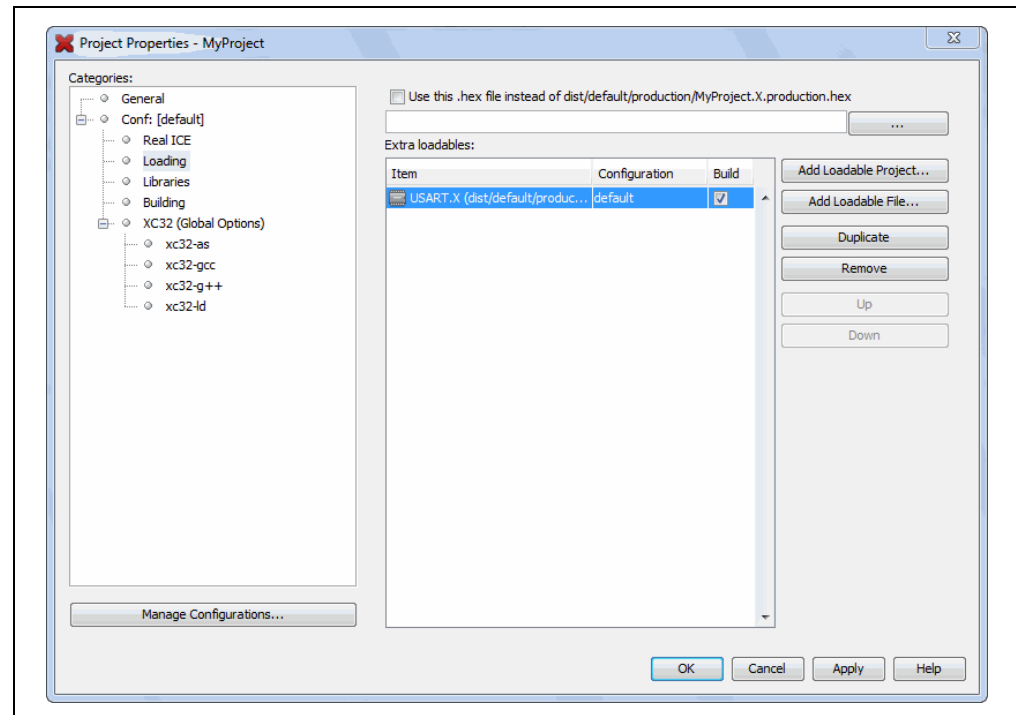 Project Properties - MyProject
Categories:
General
Conf: [default]
Real ICE
Loading
Libraries
Building
XC32 (Global Options)
xc32-as
xc32-gcc
xc32-g++
xc32-ld
Manage Configurations...
Use this .hex file instead of dist/default/production/MyProject.X.production.hex
...
Extra loadables:
Item Configuration Build
USART.X (dist/default/produc... default
Add Loadable Project...
Add Loadable File...
Duplicate
Remove
Up
Down
OK Cancel Apply Help